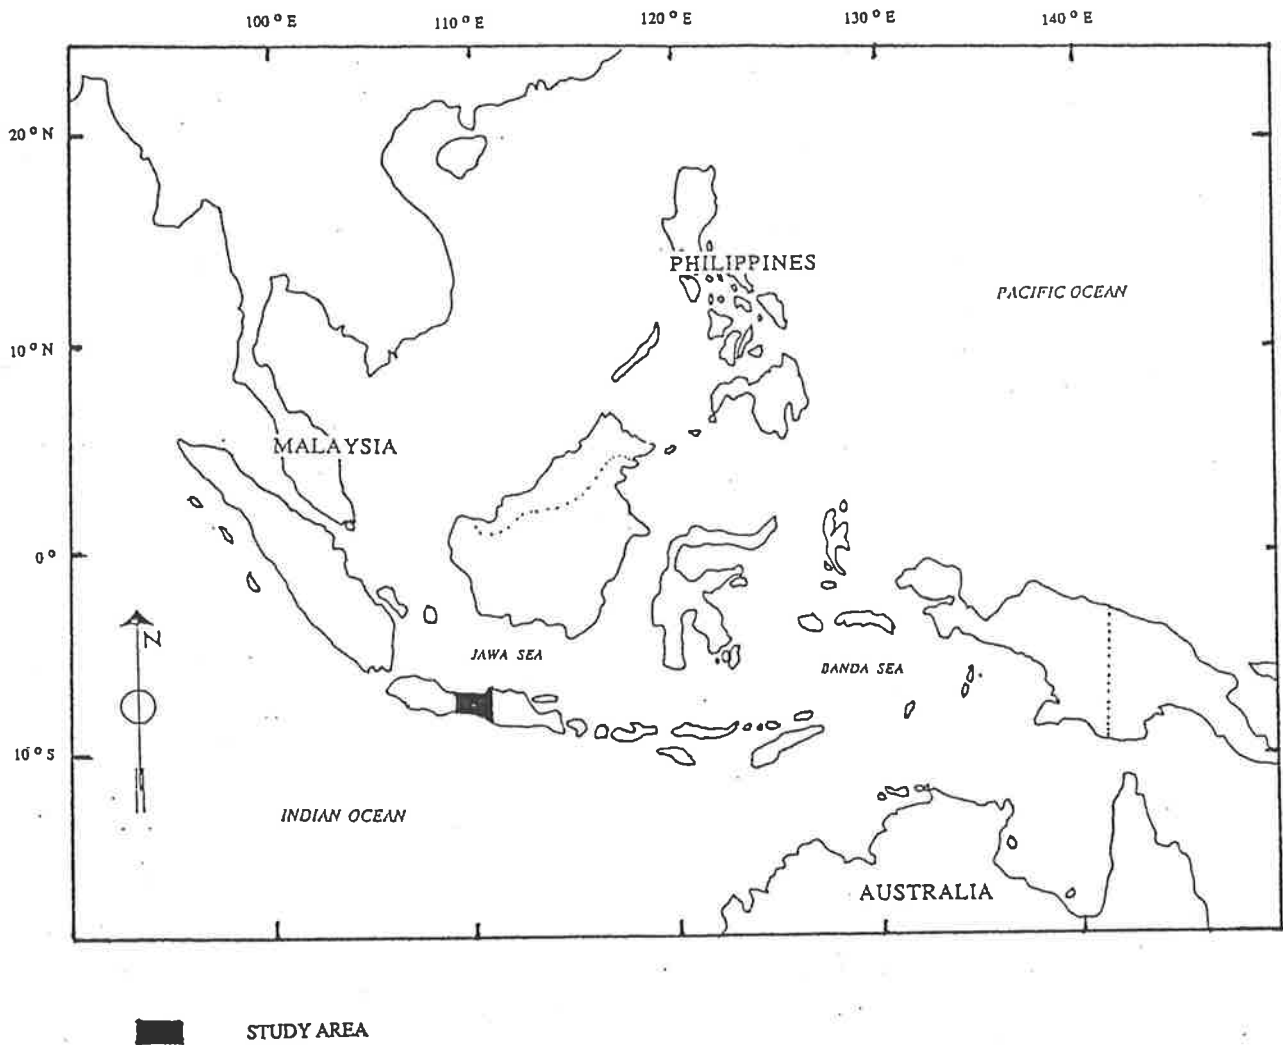 100 ° E 110 ° E 120 ° E 130 ° E 140 ° E
20 ° N
PHILIPPINES
PACIFIC OCEAN
10 ° N
MALAYSIA
0 °
N
JAWA SEA
BANDA SEA
10 ° S
INDIAN OCEAN
AUSTRALIA
STUDY AREA